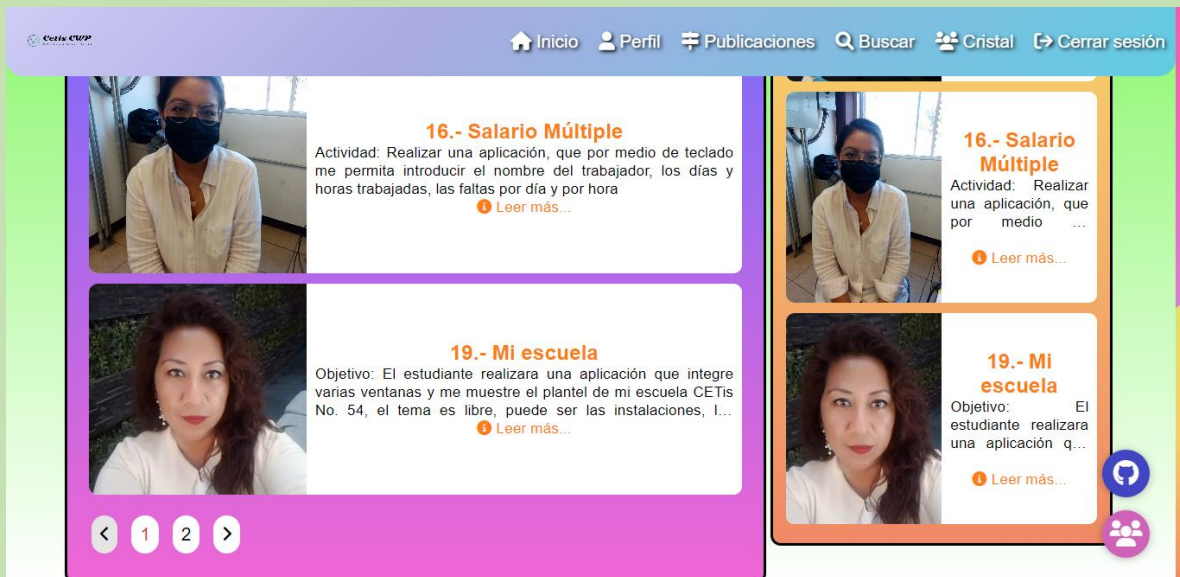 Cetis CWP
Inicio
Perfil
Publicaciones
Buscar
Cristal
Cerrar sesión
16.- Salario Múltiple
Actividad: Realizar una aplicación, que por medio de teclado
me permita introducir el nombre del trabajador, los días y
horas trabajadas, las faltas por día y por hora
Leer más...
19.- Mi escuela
Objetivo: El estudiante realizara una aplicación que integre
varias ventanas y me muestre el plantel de mi escuela CETis
No. 54, el tema es libre, puede ser las instalaciones, l...
Leer más...
1
2
16.- Salario
Múltiple
Actividad: Realizar
una aplicación, que
por medio ...
Leer más...
19.- Mi
escuela
Objetivo: El
estudiante realizara
una aplicación q...
Leer más...